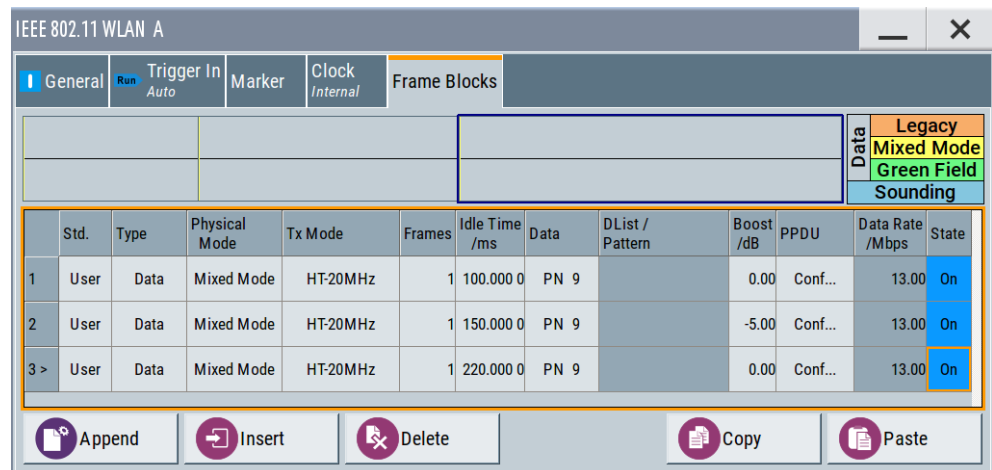 IEEE 802.11 WLAN A
General Run Trigger In Auto Marker Clock Internal Frame Blocks
Data
Legacy
Mixed Mode
Green Field
Sounding
Std. Type Physical Mode Tx Mode Frames Idle Time /ms Data DList / Pattern Boost /dB PPDU Data Rate /Mbps State
1 User Data Mixed Mode HT-20MHz 1 100.000 0 PN 9 0.00 Conf... 13.00 On
2 User Data Mixed Mode HT-20MHz 1 150.000 0 PN 9 -5.00 Conf... 13.00 On
3 > User Data Mixed Mode HT-20MHz 1 220.000 0 PN 9 0.00 Conf... 13.00 On
Append Insert Delete Copy Paste